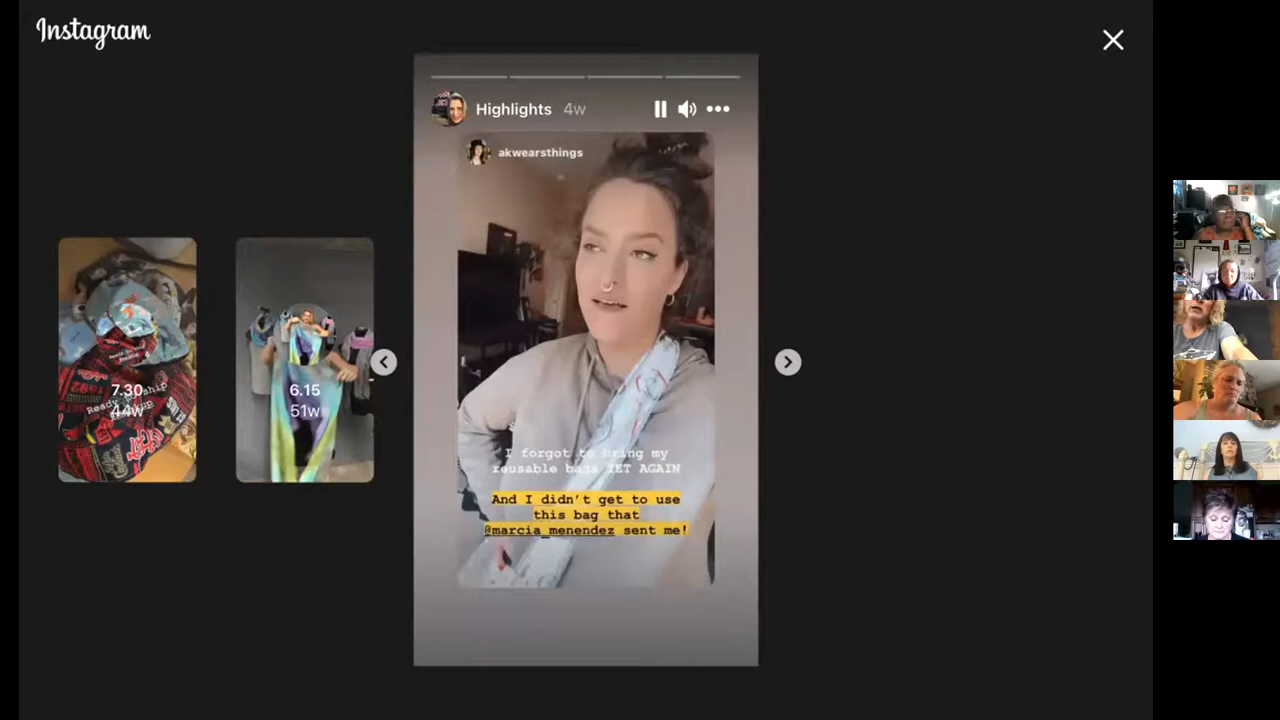 Instagram
Highlights 4w
akwearsthings
7.30
44w
6.15
51w
I forgot to bring my
reusable bags YET AGAIN
And I didn't get to use
this bag that
@marcia_menendez sent me!